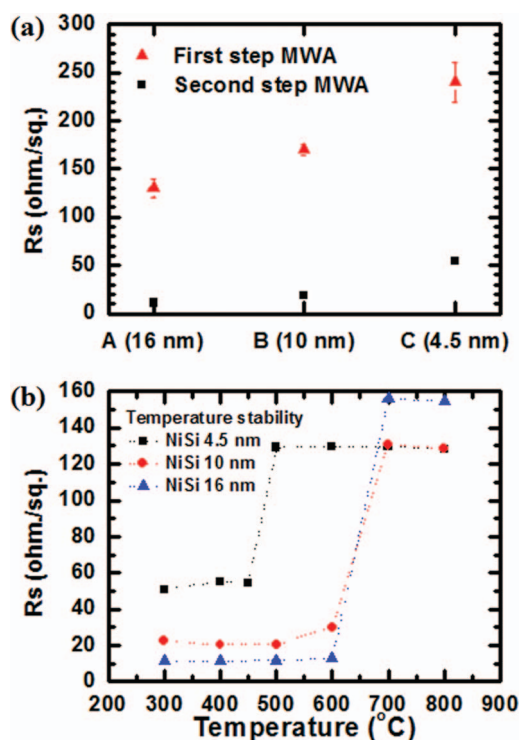 (a)
300
250
200
150
100
50
0
Rs (ohm./sq.)
First step MWA
Second step MWA
A (16 nm) B (10 nm) C (4.5 nm)
(b)
160
140
120
100
80
60
40
20
0
Rs (ohm./sq.)
Temperature stability
NiSi 4.5 nm
NiSi 10 nm
NiSi 16 nm
200 300 400 500 600 700 800 900
Temperature (°C)